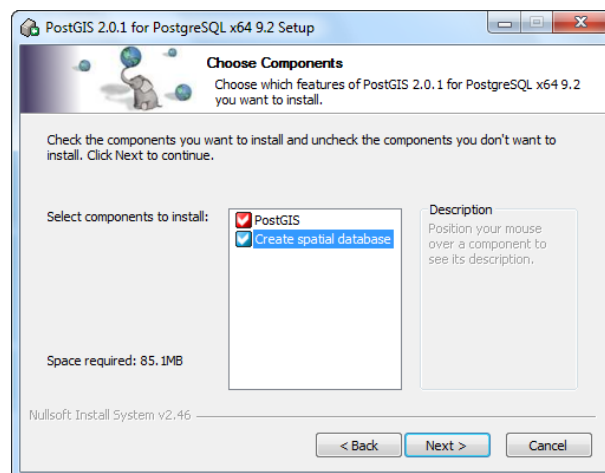 PostGIS 2.0.1 for PostgreSQL x64 9.2 Setup
Choose Components
Choose which features of PostGIS 2.0.1 for PostgreSQL x64 9.2
you want to install.
Check the components you want to install and uncheck the components you don't want to
install. Click Next to continue.
Select components to install:
PostGIS
Create spatial database
Description
Position your mouse
over a component to
see its description.
Space required: 85.1MB
Nullsoft Install System v2.46
< Back
Next >
Cancel